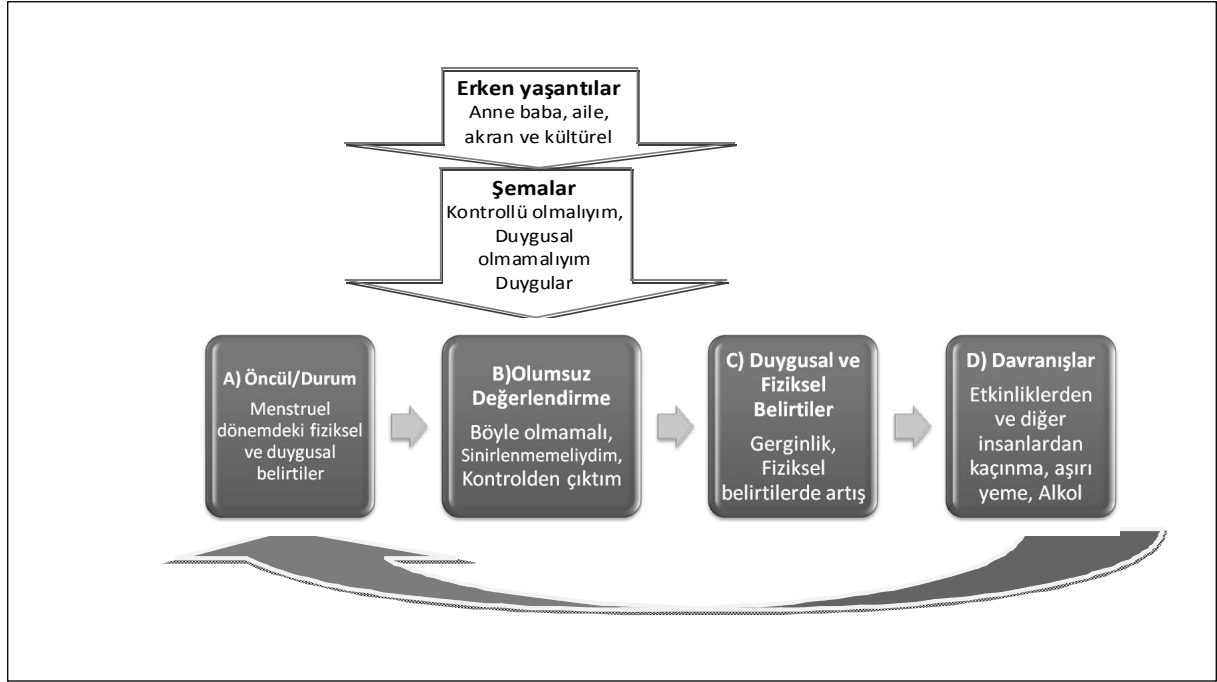 Erken yaşantılar
Anne baba, aile,
akran ve kültürel
Şemalar
Kontrollü olmalıyım,
Duygusal
olmamalıyım
Duygular
A) Öncül/Durum
Menstruel
dönemdeki fiziksel
ve duygusal
belirtiler
B)Olumsuz
Değerlendirme
Böyle olmamalı,
Sinirlenmemeliydim,
Kontrolden çıktım
C) Duygusal ve
Fiziksel
Belirtiler
Gerginlik,
Fiziksel
belirtilerde artış
D) Davranışlar
Etkinliklerden
ve diğer
insanlardan
kaçınma, aşırı
yeme, Alkol